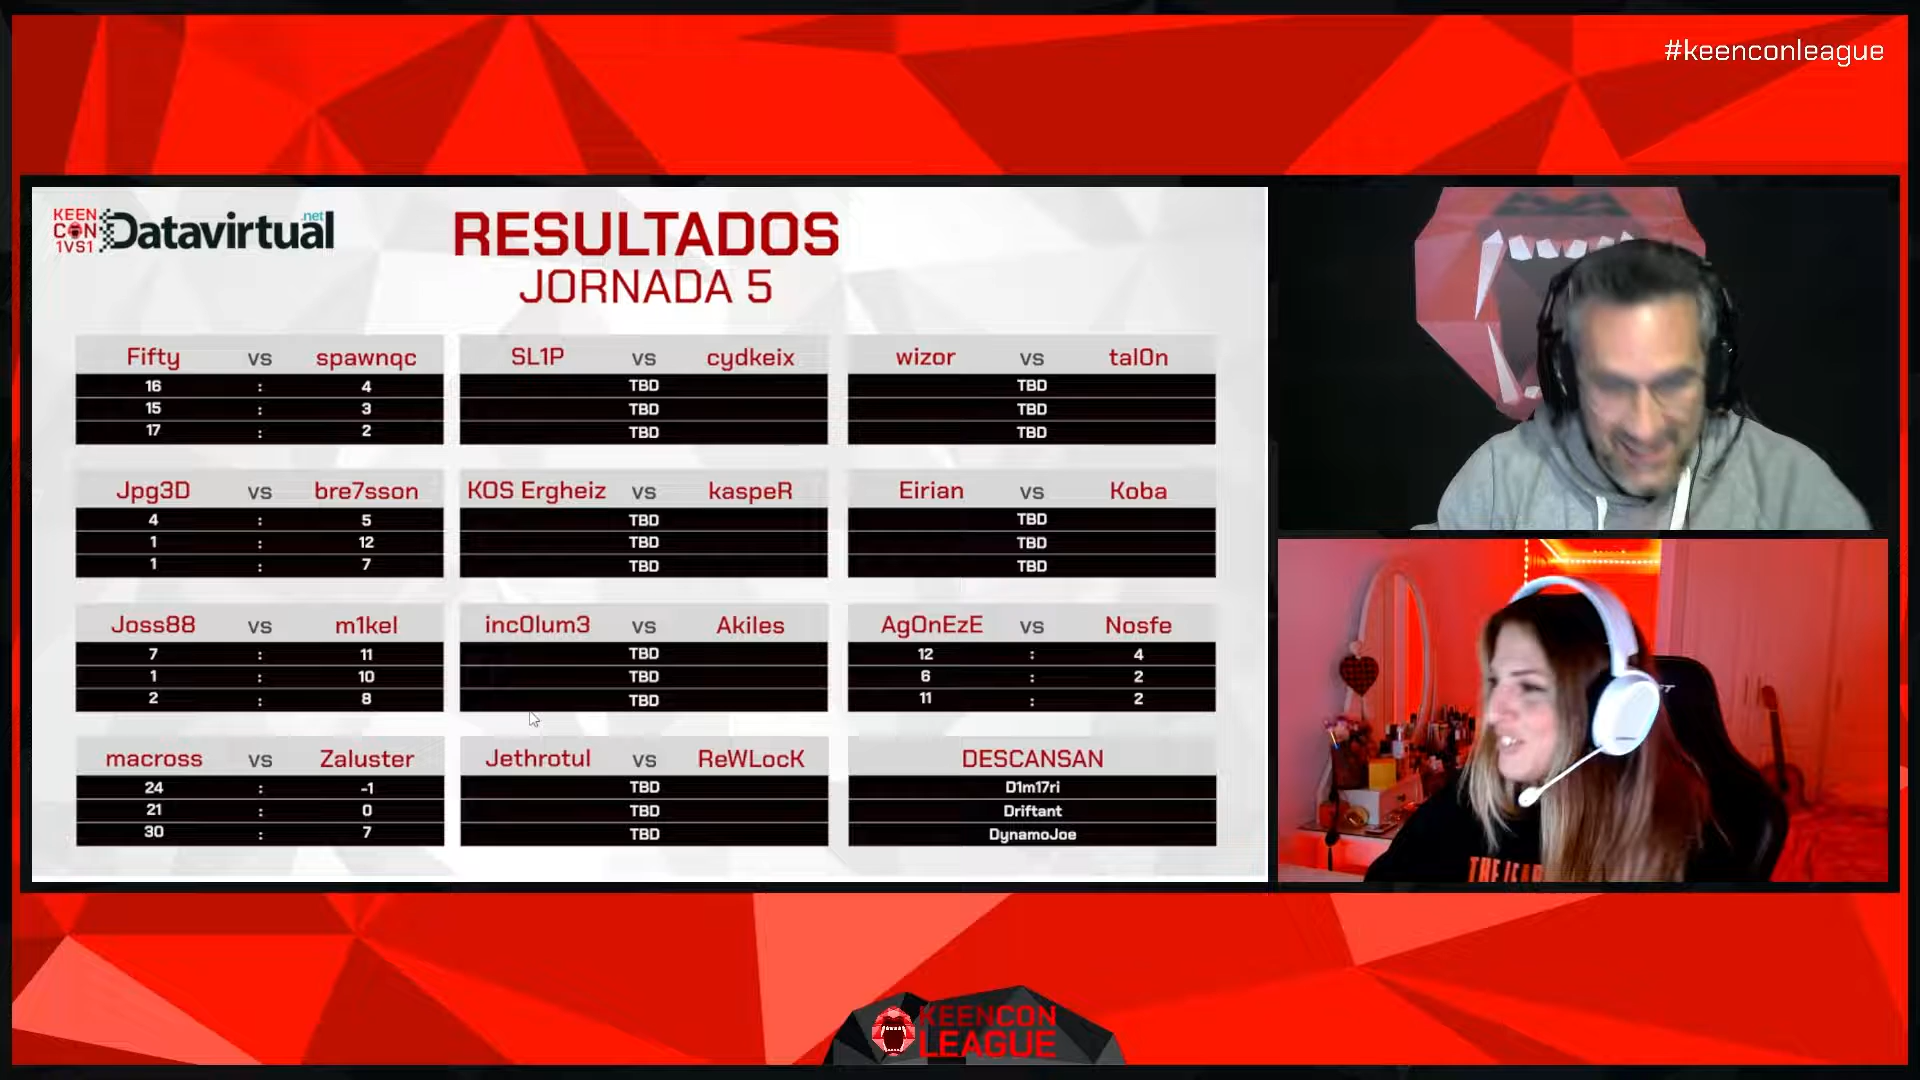 #keenconleague
KEEN
CON
1VS1
Datavirtual
.net
RESULTADOS
JORNADA 5
Fifty vs spawnqc
16 : 4
15 : 3
17 : 2
SL1P vs cydkeix
TBD
TBD
TBD
wizor vs tal0n
TBD
TBD
TBD
Jpg3D vs bre7sson
4 : 5
1 : 12
1 : 7
KOS Ergheiz vs kaspeR
TBD
TBD
TBD
Eirian vs Koba
TBD
TBD
TBD
Joss88 vs m1kel
7 : 11
1 : 10
2 : 8
inc0lum3 vs Akiles
TBD
TBD
TBD
Ag0nEzE vs Nosfe
12 : 4
6 : 2
11 : 2
macross vs Zaluster
24 : -1
21 : 0
30 : 7
Jethrotul vs ReWLocK
TBD
TBD
TBD
DESCANSAN
D1m17ri
Driftant
DynamoJoe
KEENCON
LEAGUE